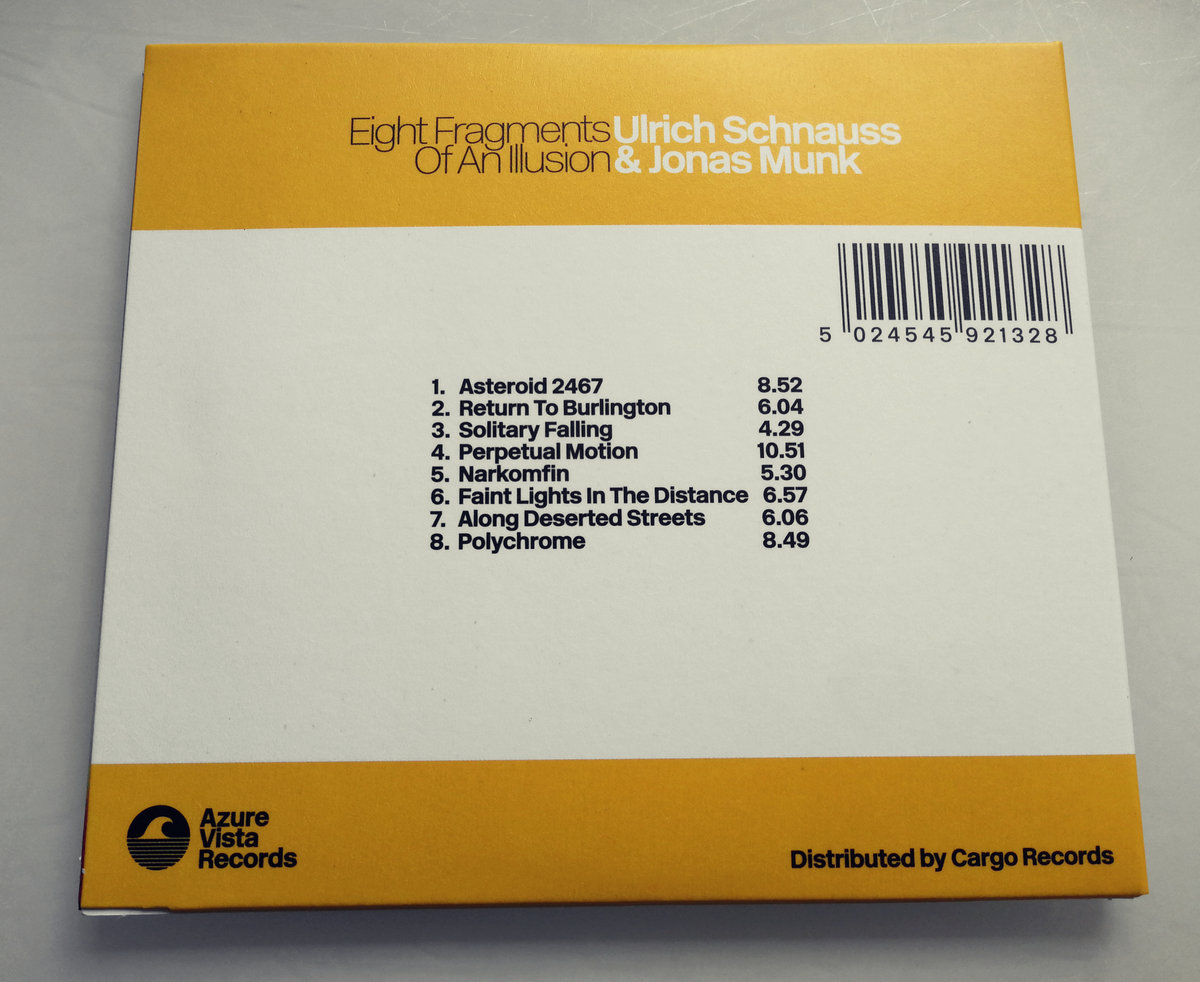 Eight Fragments Ulrich Schnauss
Of An Illusion & Jonas Munk
5 024545 921328
1. Asteroid 2467 8.52
2. Return To Burlington 6.04
3. Solitary Falling 4.29
4. Perpetual Motion 10.51
5. Narkomfin 5.30
6. Faint Lights In The Distance 6.57
7. Along Deserted Streets 6.06
8. Polychrome 8.49
Azure
Vista
Records
Distributed by Cargo Records